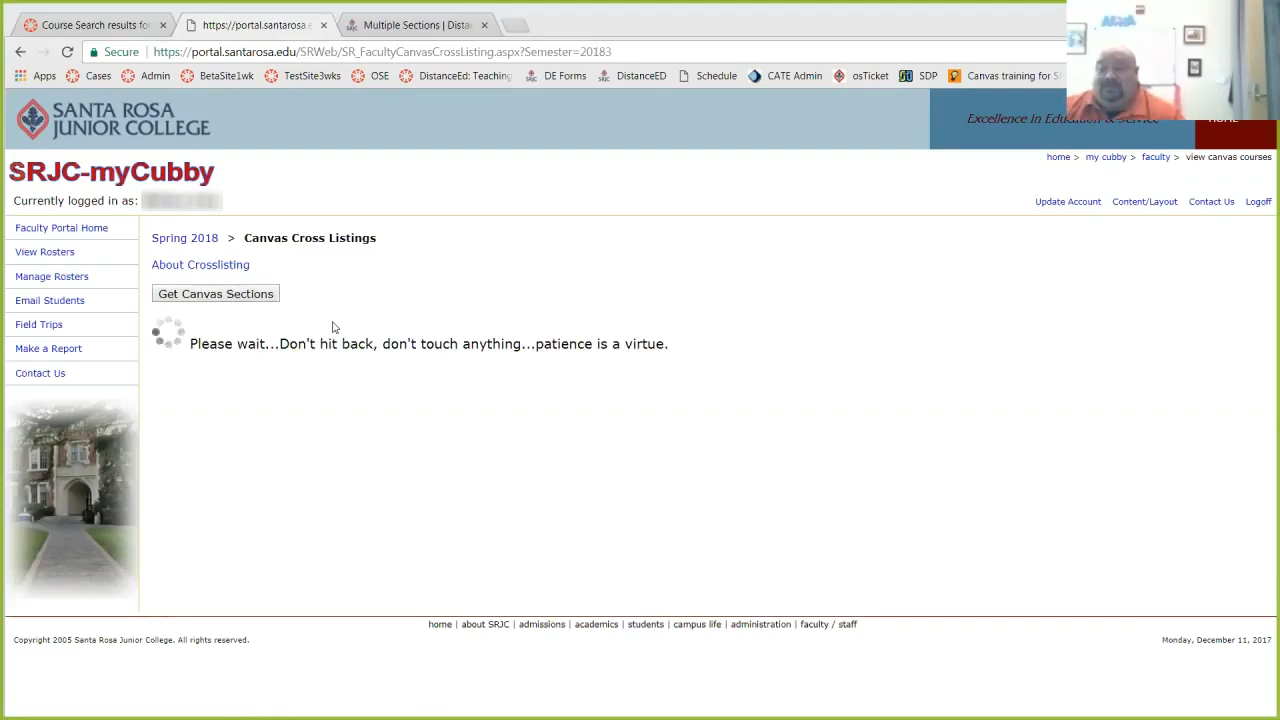 Course Search results for
https://portal.santarosa.e
Multiple Sections | Dista
Secure
https://portal.santarosa.edu/SRWeb/SR_FacultyCanvasCrossListing.aspx?Semester=20183
Apps
Cases
Admin
BetaSite1wk
TestSite3wks
OSE
DistanceEd: Teaching
DE Forms
DistanceED
Schedule
CATE Admin
osTicket
SDP
Canvas training for S
SANTA ROSA
JUNIOR COLLEGE
Excellence in Education & Service
HOME
SRJC-myCubby
home > my cubby > faculty > view canvas courses
Currently logged in as:
Update Account Content/Layout Contact Us Logoff
Faculty Portal Home
View Rosters
Manage Rosters
Email Students
Field Trips
Make a Report
Contact Us
Spring 2018 > Canvas Cross Listings
About Crosslisting
Get Canvas Sections
Please wait...Don't hit back, don't touch anything...patience is a virtue.
home | about SRJC | admissions | academics | students | campus life | administration | faculty / staff
Copyright 2005 Santa Rosa Junior College. All rights reserved.
Monday, December 11, 2017